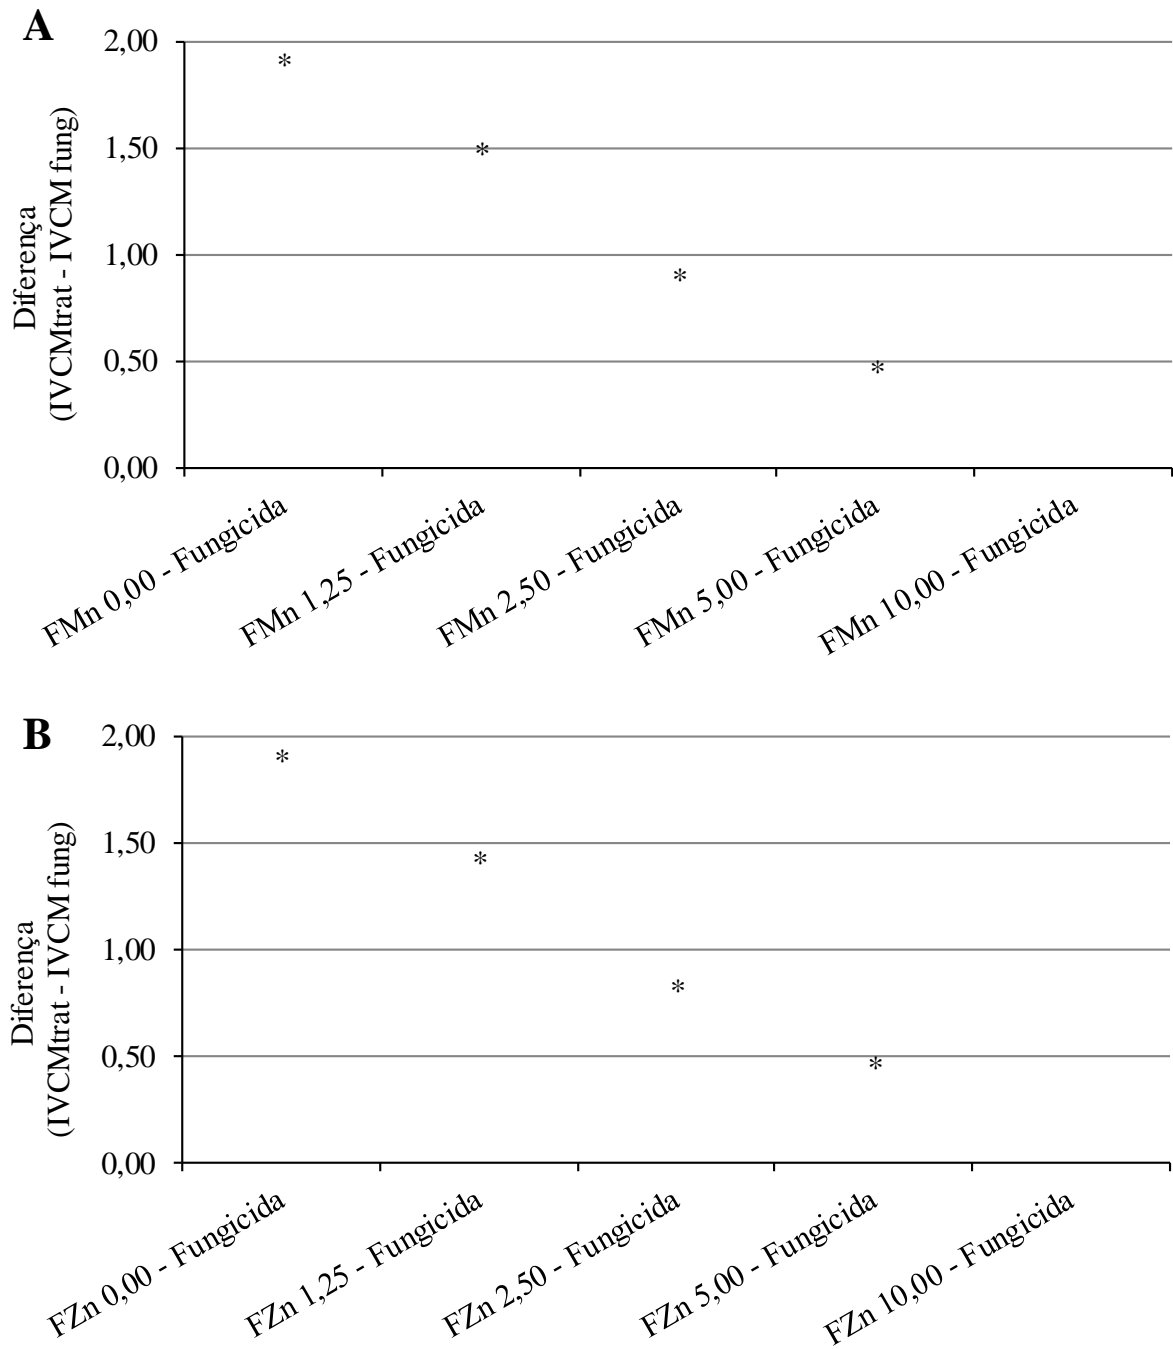 A
2,00
1,50
1,00
0,50
0,00
Diferença
(IVCMtrat - IVCM fung)
*
*
*
*
FMn 0,00 - Fungicida
FMn 1,25 - Fungicida
FMn 2,50 - Fungicida
FMn 5,00 - Fungicida
FMn 10,00 - Fungicida
B
2,00
1,50
1,00
0,50
0,00
Diferença
(IVCMtrat - IVCM fung)
*
*
*
*
FZn 0,00 - Fungicida
FZn 1,25 - Fungicida
FZn 2,50 - Fungicida
FZn 5,00 - Fungicida
FZn 10,00 - Fungicida